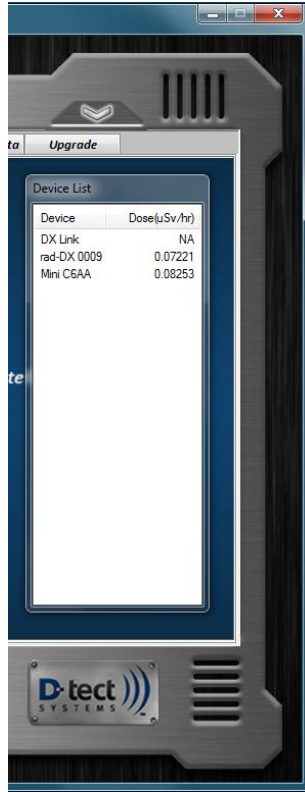 ta Upgrade
Device List
Device Dose(uSv/hr)
DX Link NA
rad-DX 0009 0.07221
Mini C6AA 0.08253
te
D-tect
SYSTEMS